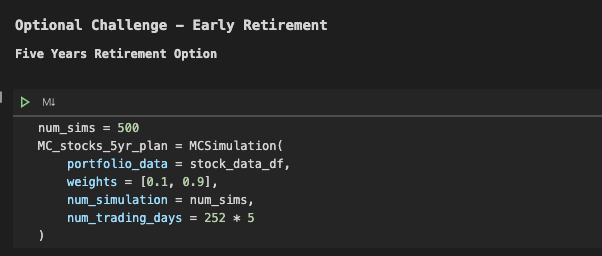 Optional Challenge - Early Retirement
Five Years Retirement Option
M↓
num_sims = 500
MC_stocks_5yr_plan = MCSimulation(
    portfolio_data = stock_data_df,
    weights = [0.1, 0.9],
    num_simulation = num_sims,
    num_trading_days = 252 * 5
)